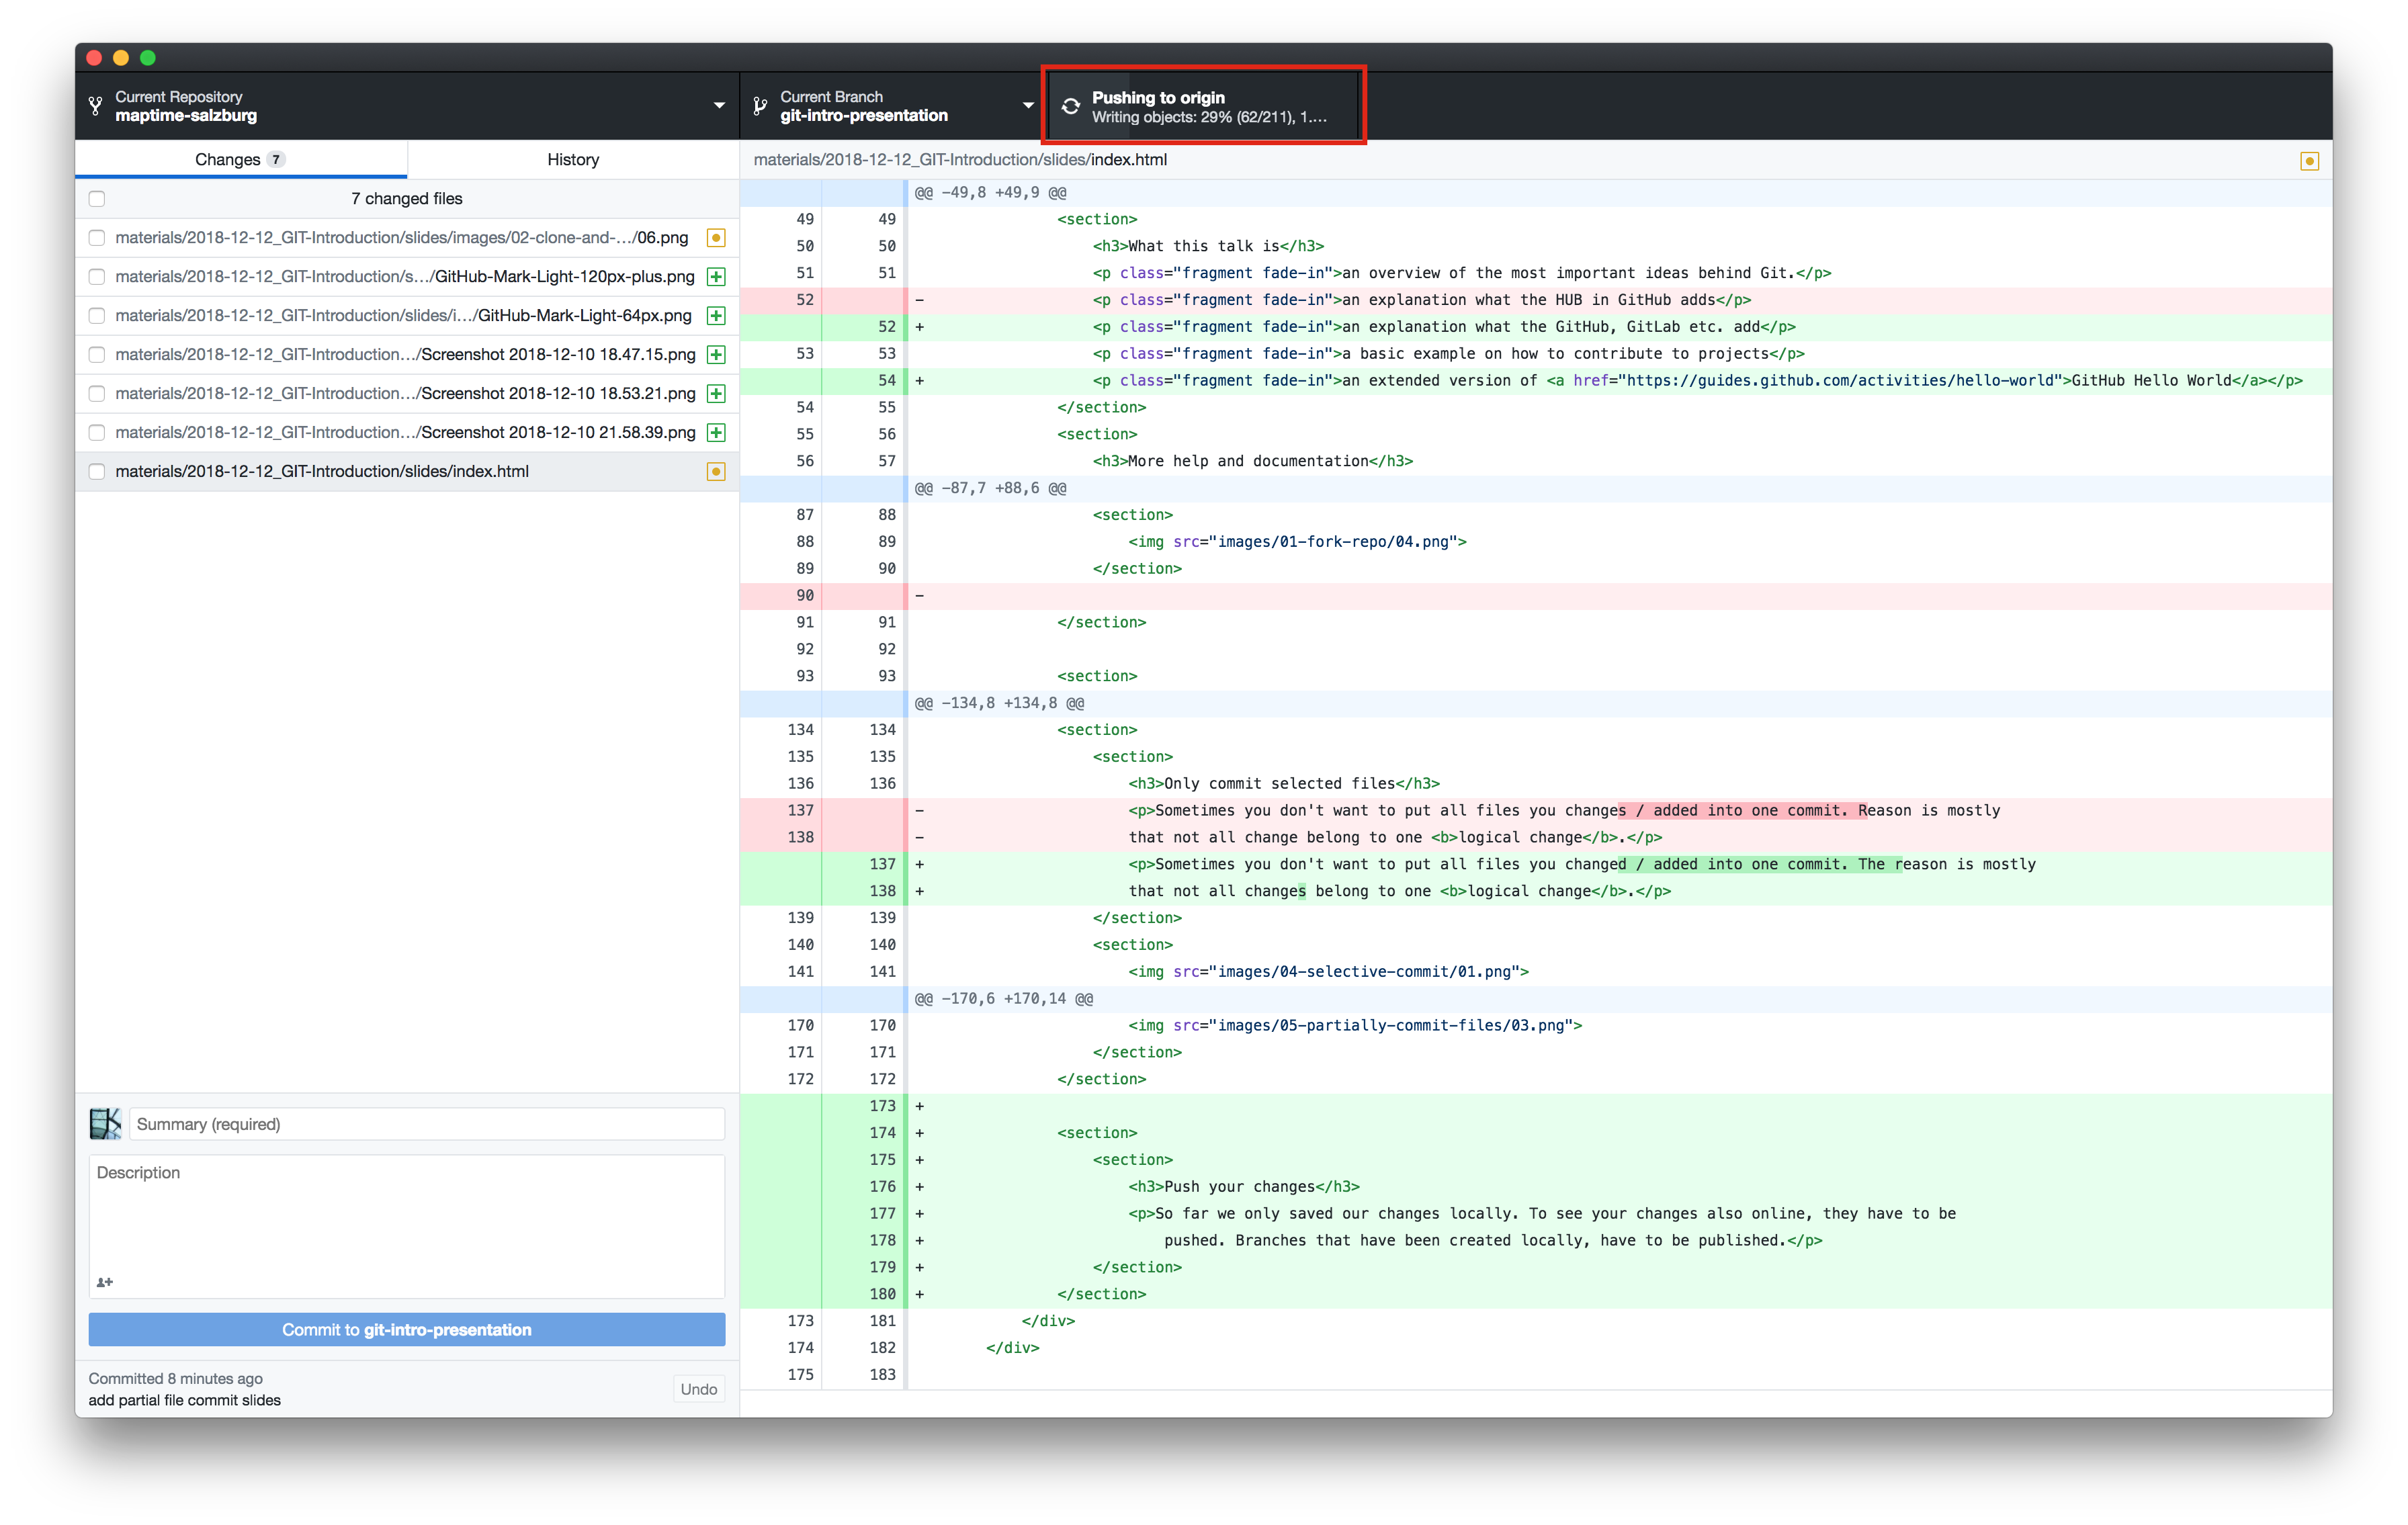 Current Repository
maptime-salzburg
Current Branch
git-intro-presentation
Pushing to origin
Writing objects: 29% (62/211), 1....
Changes 7
History
7 changed files
materials/2018-12-12_GIT-Introduction/slides/images/02-clone-and-.../06.png
materials/2018-12-12_GIT-Introduction/s.../GitHub-Mark-Light-120px-plus.png
materials/2018-12-12_GIT-Introduction/slides/i.../GitHub-Mark-Light-64px.png
materials/2018-12-12_GIT-Introduction.../Screenshot 2018-12-10 18.47.15.png
materials/2018-12-12_GIT-Introduction.../Screenshot 2018-12-10 18.53.21.png
materials/2018-12-12_GIT-Introduction.../Screenshot 2018-12-10 21.58.39.png
materials/2018-12-12_GIT-Introduction/slides/index.html
Summary (required)
Description
Commit to git-intro-presentation
Committed 8 minutes ago
add partial file commit slides
Undo
materials/2018-12-12_GIT-Introduction/slides/index.html
@@ -49,8 +49,9 @@
49 49 <section>
50 50 <h3>What this talk is</h3>
51 51 <p class="fragment fade-in">an overview of the most important ideas behind Git.</p>
52 - <p class="fragment fade-in">an explanation what the HUB in GitHub adds</p>
52 + <p class="fragment fade-in">an explanation what the GitHub, GitLab etc. add</p>
53 53 <p class="fragment fade-in">a basic example on how to contribute to projects</p>
54 + <p class="fragment fade-in">an extended version of <a href="https://guides.github.com/activities/hello-world">GitHub Hello World</a></p>
54 55 </section>
55 56 <section>
56 57 <h3>More help and documentation</h3>
@@ -87,7 +88,6 @@
87 88 <section>
88 89 <img src="images/01-fork-repo/04.png">
89 90 </section>
90 -
91 91 </section>
92 92
93 93 <section>
@@ -134,8 +134,8 @@
134 134 <section>
135 135 <section>
136 136 <h3>Only commit selected files</h3>
137 - <p>Sometimes you don't want to put all files you changes / added into one commit. Reason is mostly
138 - that not all change belong to one <b>logical change</b>.</p>
137 + <p>Sometimes you don't want to put all files you changed / added into one commit. The reason is mostly
138 + that not all changes belong to one <b>logical change</b>.</p>
139 139 </section>
140 140 <section>
141 141 <img src="images/04-selective-commit/01.png">
@@ -170,6 +170,14 @@
170 170 <img src="images/05-partially-commit-files/03.png">
171 171 </section>
172 172 </section>
173 +
174 + <section>
175 + <section>
176 + <h3>Push your changes</h3>
177 + <p>So far we only saved our changes locally. To see your changes also online, they have to be
178 + pushed. Branches that have been created locally, have to be published.</p>
179 + </section>
180 + </section>
173 181 </div>
174 182 </div>
175 183